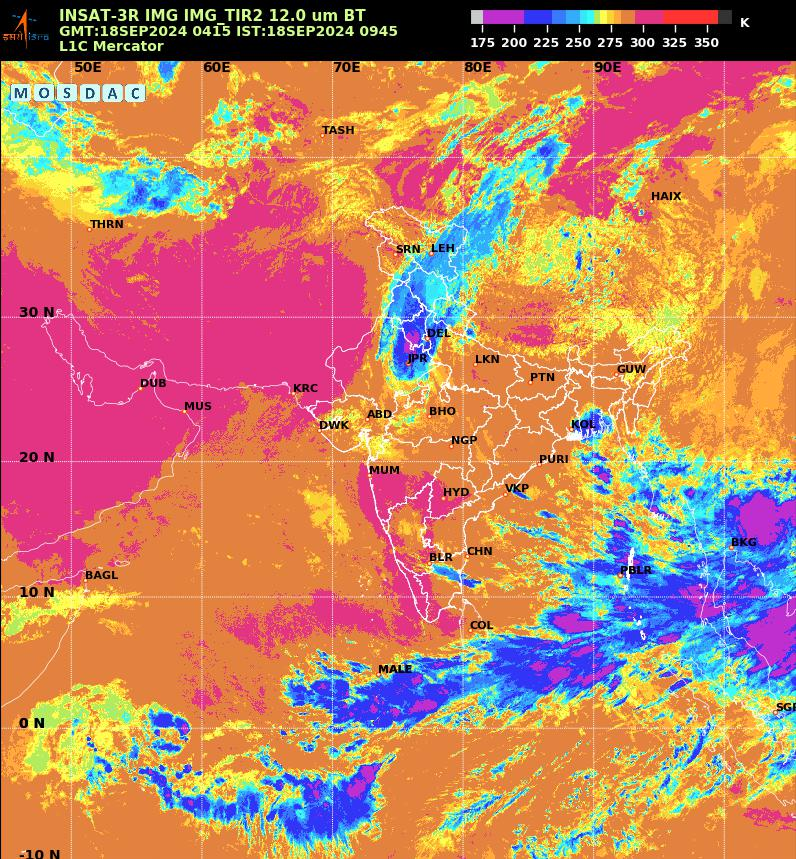 INSAT-3R IMG IMG_TIR2 12.0 um BT
GMT:18SEP2024 0415 IST:18SEP2024 0945
L1C Mercator
K
175 200 225 250 275 300 325 350
50E 60E 70E 80E 90E
M O S D A C
TASH
HAIX
THRN
SRN LEH
30 N
DEL
JPR LKN
GUW
PTN
DUB
KRC
MUS
ABD BHO
DWK KOL
NGP
20 N PURI
MUM
HYD VKP
BKG
BLR CHN
PBLR
BAGL
10 N
COL
MALE
SGP
0 N
-10 N